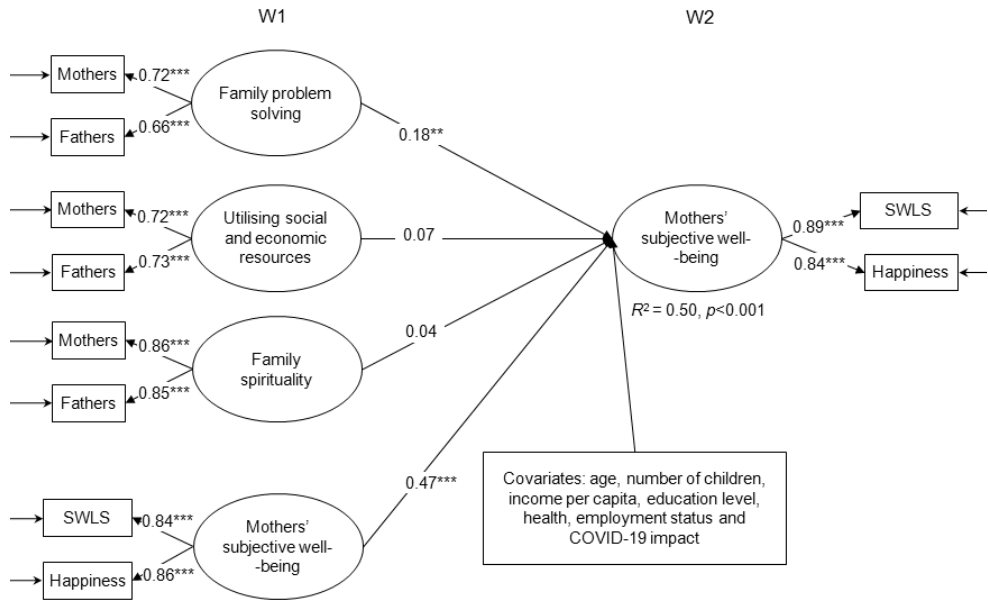 W1
W2
Mothers
0.72***
Fathers
0.66***
Family problem
solving
0.18**
Mothers
0.72***
Fathers
0.73***
Utilising social
and economic
resources
0.07
Mothers
0.86***
Fathers
0.85***
Family
spirituality
0.04
SWLS
0.84***
Happiness
0.86***
Mothers’
subjective well-
-being
0.47***
Mothers’
subjective well-
-being
R² = 0.50, p<0.001
0.89***
SWLS
0.84***
Happiness
Covariates: age, number of children,
income per capita, education level,
health, employment status and
COVID-19 impact